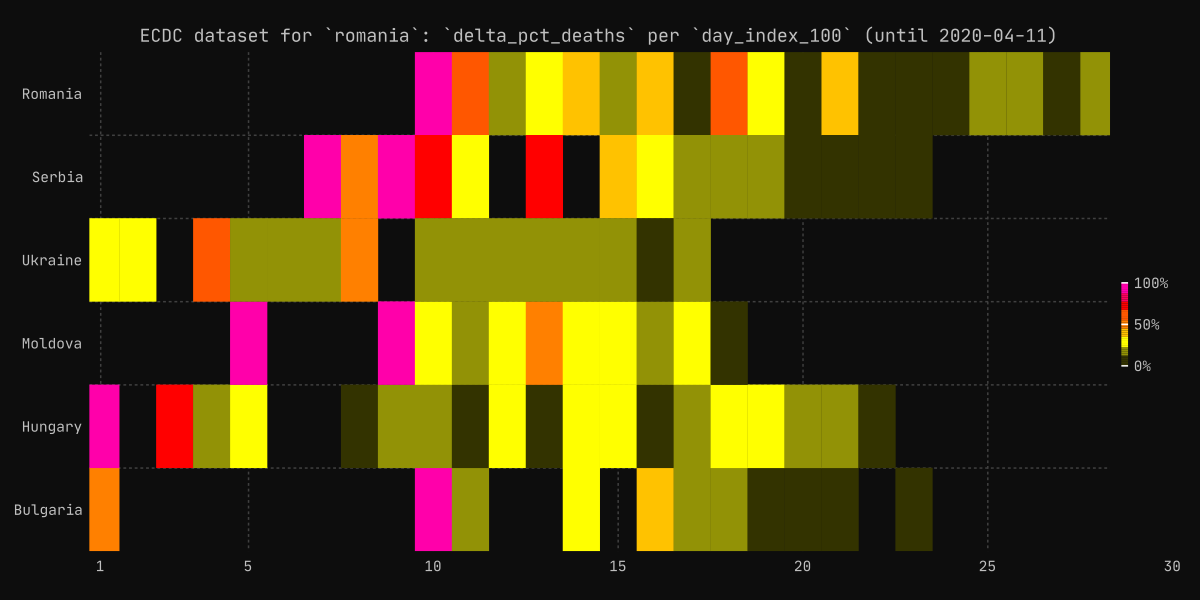 ECDC dataset for `romania`: `delta_pct_deaths` per `day_index_100` (until 2020-04-11)
Romania
Serbia
Ukraine
Moldova
Hungary
Bulgaria
100%
50%
0%
1 5 10 15 20 25 30